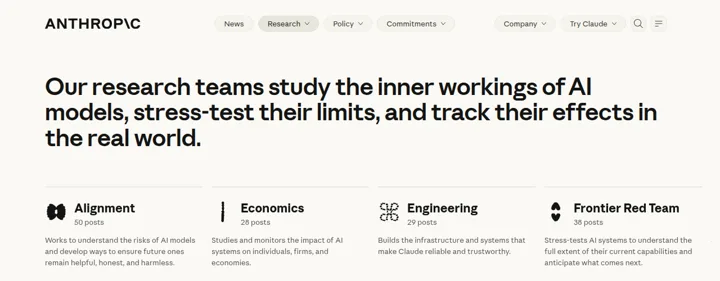 ANTHROP\C
News
Research
Policy
Commitments
Company
Try Claude
Our research teams study the inner workings of AI
models, stress-test their limits, and track their effects in
the real world.
Alignment
50 posts
Works to understand the risks of AI models
and develop ways to ensure future ones
remain helpful, honest, and harmless.
Economics
28 posts
Studies and monitors the impact of AI
systems on individuals, firms, and
economies.
Engineering
29 posts
Builds the infrastructure and systems that
make Claude reliable and trustworthy.
Frontier Red Team
38 posts
Stress-tests AI systems to understand the
full extent of their current capabilities and
anticipate what comes next.